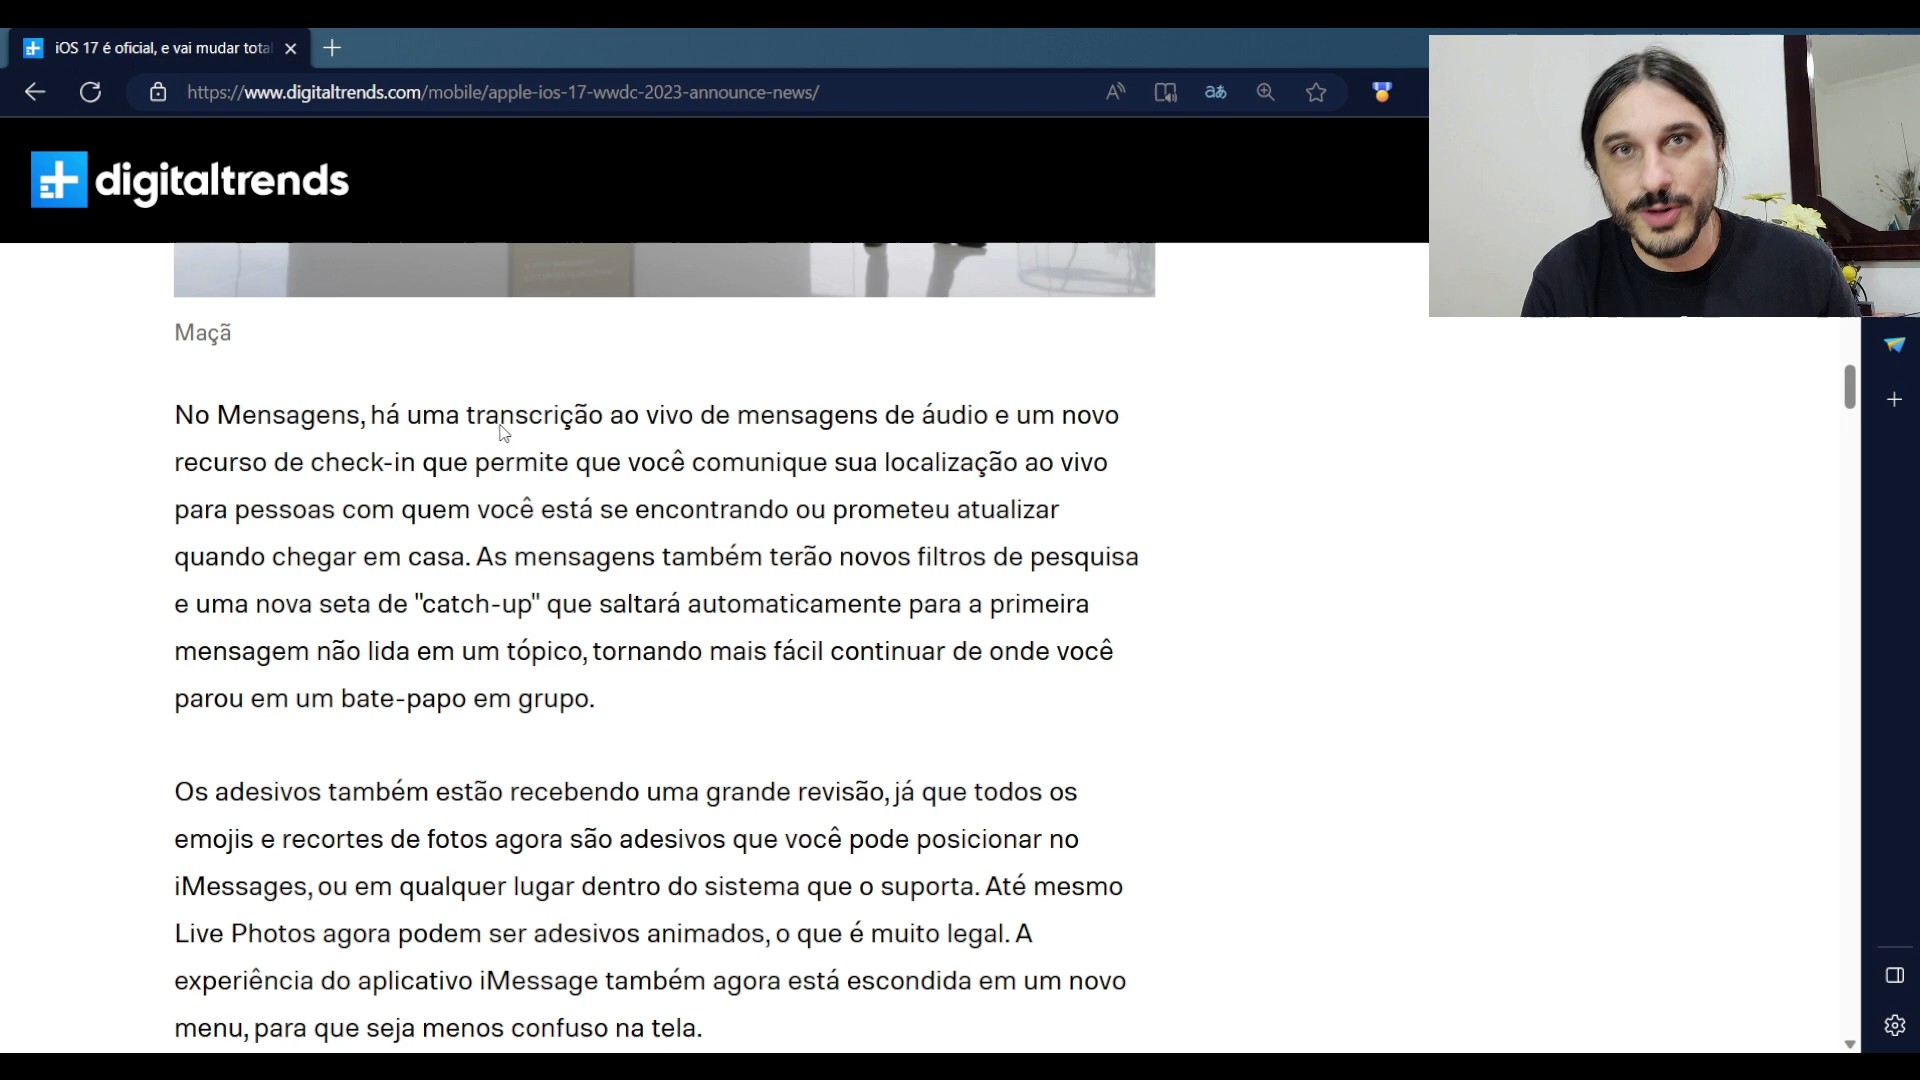 iOS 17 é oficial, e vai mudar total
https://www.digitaltrends.com/mobile/apple-ios-17-wwdc-2023-announce-news/
digitaltrends
Maçã
No Mensagens, há uma transcrição ao vivo de mensagens de áudio e um novo
recurso de check-in que permite que você comunique sua localização ao vivo
para pessoas com quem você está se encontrando ou prometeu atualizar
quando chegar em casa. As mensagens também terão novos filtros de pesquisa
e uma nova seta de "catch-up" que saltará automaticamente para a primeira
mensagem não lida em um tópico, tornando mais fácil continuar de onde você
parou em um bate-papo em grupo.
Os adesivos também estão recebendo uma grande revisão, já que todos os
emojis e recortes de fotos agora são adesivos que você pode posicionar no
iMessages, ou em qualquer lugar dentro do sistema que o suporta. Até mesmo
Live Photos agora podem ser adesivos animados, o que é muito legal. A
experiência do aplicativo iMessage também agora está escondida em um novo
menu, para que seja menos confuso na tela.